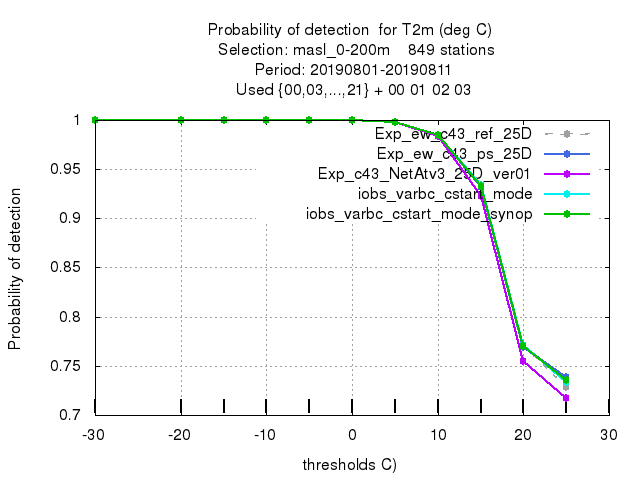 Probability of detection  for T2m (deg C)
Selection: masl_0-200m    849 stations
Period: 20190801-20190811
Used {00,03,...,21} + 00 01 02 03
Exp_ew_c43_ref_25D
Exp_ew_c43_ps_25D
Exp_c43_NetAtv3_25D_ver01
iobs_varbc_cstart_mode
iobs_varbc_cstart_mode_synop
Probability of detection
1
0.95
0.9
0.85
0.8
0.75
0.7
-30 -20 -10 0 10 20 30
thresholds C)